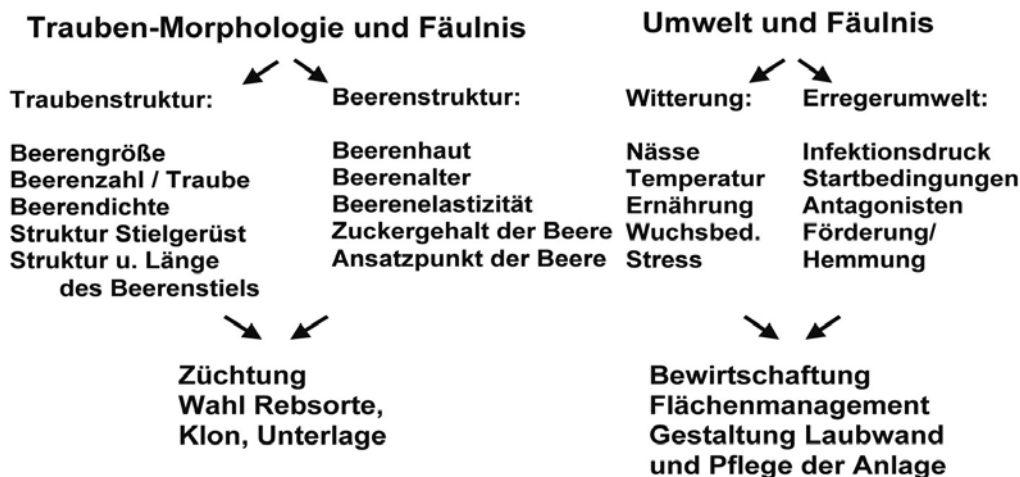 Trauben-Morphologie und Fäulnis
Traubenstruktur:
Beerengröße
Beerenzahl / Traube
Beerendichte
Struktur Stielgerüst
Struktur u. Länge
des Beerenstiels
Beerenstruktur:
Beerenhaut
Beerenalter
Beerenelastizität
Zuckergehalt der Beere
Ansatzpunkt der Beere
Züchtung
Wahl Rebsorte,
Klon, Unterlage
Umwelt und Fäulnis
Witterung:
Nässe
Temperatur
Ernährung
Wuchsbed.
Stress
Erregerumwelt:
Infektionsdruck
Startbedingungen
Antagonisten
Förderung/
Hemmung
Bewirtschaftung
Flächenmanagement
Gestaltung Laubwand
und Pflege der Anlage